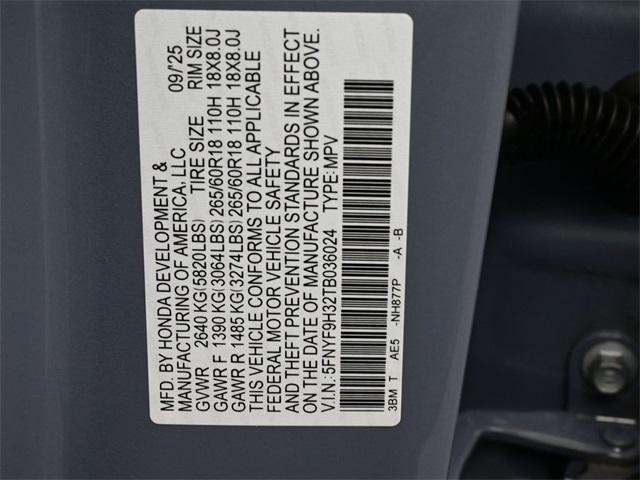 MFD. BY HONDA DEVELOPMENT &
MANUFACTURING OF AMERICA, LLC 09/'25
GVWR 2640 KG(5820LBS) TIRE SIZE RIM SIZE
GAWR F 1390 KG(3064LBS) 265/60R18 110H 18X8.0J
GAWR R 1485 KG(3274LBS) 265/60R18 110H 18X8.0J
THIS VEHICLE CONFORMS TO ALL APPLICABLE
FEDERAL MOTOR VEHICLE SAFETY
AND THEFT PREVENTION STANDARDS IN EFFECT
ON THE DATE OF MANUFACTURE SHOWN ABOVE.
V.I.N.: 5FNYF9H32TB036024 TYPE: MPV
3BM T AE5 -NH877P -A -B